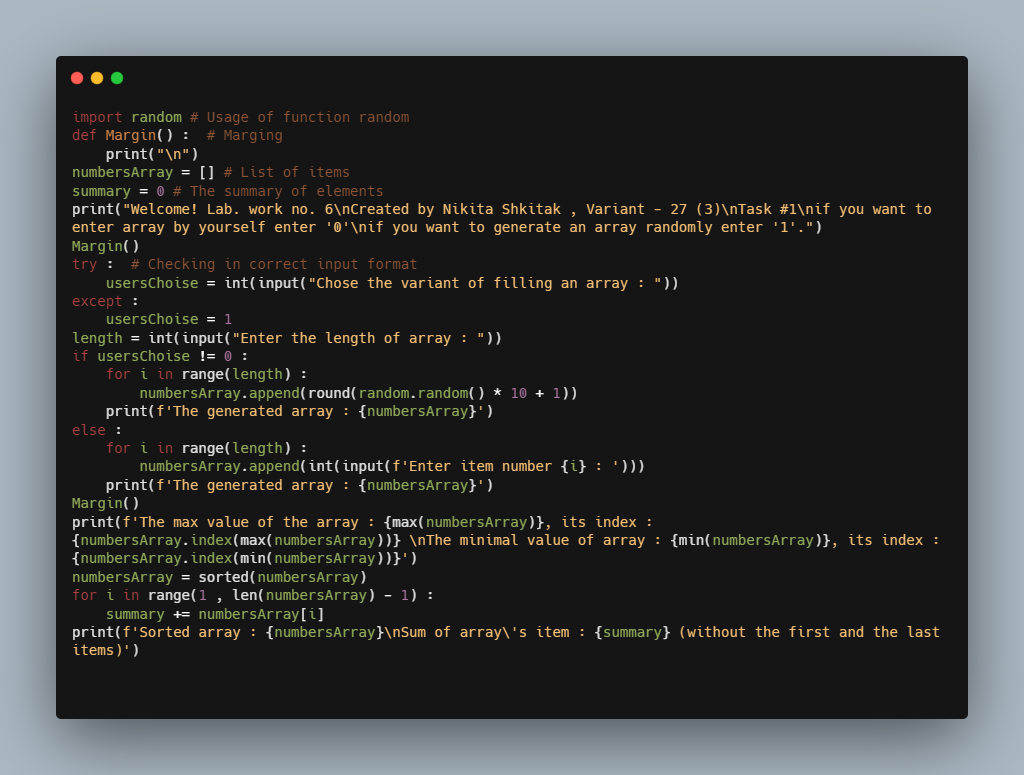 import random # Usage of function random
def Margin() :  # Marging
    print("\n")
numbersArray = [] # List of items
summary = 0 # The summary of elements
print("Welcome! Lab. work no. 6\nCreated by Nikita Shkitak , Variant - 27 (3)\nTask #1\nif you want to
enter array by yourself enter '0'\nif you want to generate an array randomly enter '1'.")
Margin()
try :  # Checking in correct input format
    usersChoise = int(input("Chose the variant of filling an array : "))
except :
    usersChoise = 1
length = int(input("Enter the length of array : "))
if usersChoise != 0 :
    for i in range(length) :
        numbersArray.append(round(random.random() * 10 + 1))
    print(f'The generated array : {numbersArray}')
else :
    for i in range(length) :
        numbersArray.append(int(input(f'Enter item number {i} : ')))
    print(f'The generated array : {numbersArray}')
Margin()
print(f'The max value of the array : {max(numbersArray)}, its index :
{numbersArray.index(max(numbersArray))} \nThe minimal value of array : {min(numbersArray)}, its index :
{numbersArray.index(min(numbersArray))}')
numbersArray = sorted(numbersArray)
for i in range(1 , len(numbersArray) - 1) :
    summary += numbersArray[i]
print(f'Sorted array : {numbersArray}\nSum of array\'s item : {summary} (without the first and the last
items)')